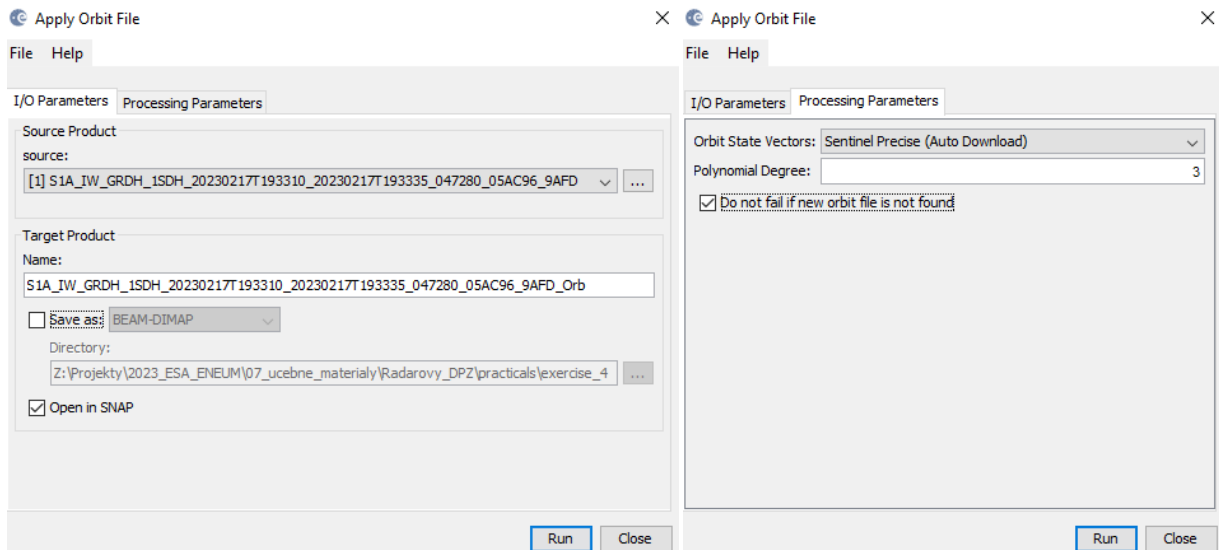 Apply Orbit File
File Help
I/O Parameters Processing Parameters
Source Product
source:
[1] S1A_IW_GRDH_1SDH_20230217T193310_20230217T193335_047280_05AC96_9AFD
...
Target Product
Name:
S1A_IW_GRDH_1SDH_20230217T193310_20230217T193335_047280_05AC96_9AFD_Orb
Save as: BEAM-DIMAP
Directory:
Z:\Projekty\2023_ESA_ENEUM\07_ucebne_materialy\Radarovy_DPZ\practicals\exercise_4
...
Open in SNAP
Run Close
Apply Orbit File
File Help
I/O Parameters Processing Parameters
Orbit State Vectors: Sentinel Precise (Auto Download)
Polynomial Degree: 3
Do not fail if new orbit file is not found
Run Close